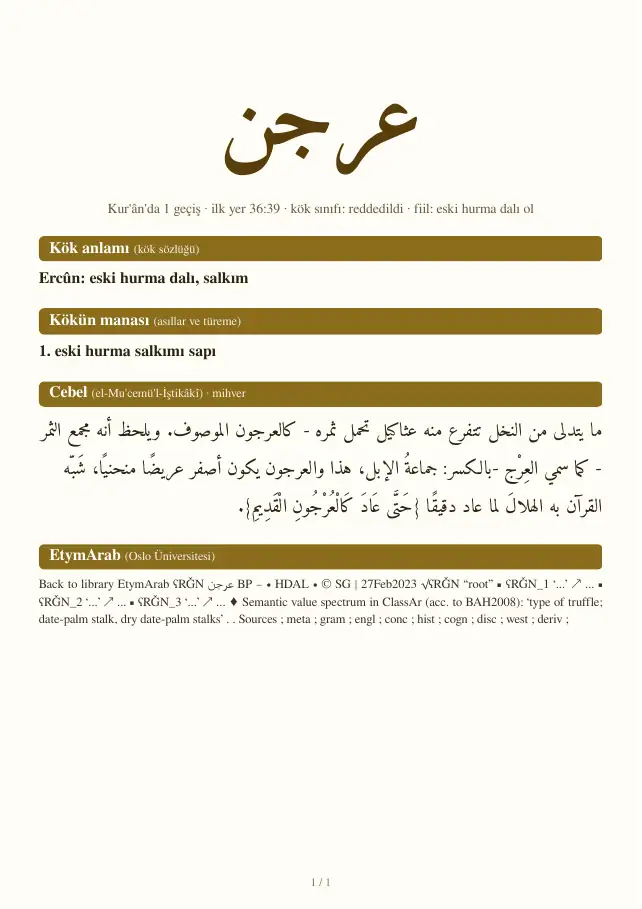 عرجن
Kur'ân'da 1 geçiş · ilk yer 36:39 · kök sınıfı: reddedildi · fiil: eski hurma dalı ol
Kök anlamı (kök sözlüğü)
Ercûn: eski hurma dalı, salkım
Kökün manası (asıllar ve türeme)
1. eski hurma salkımı sapı
Cebel (el-Mu'cemü'l-İştikâkî) · mihver
ما يتدلى من النخل تتفرع منه عثاكيل تحمل ثمره - كالعرجون الموصوف. ويلحظ أنه مجمع الثمر
- كما سمي العِرْج -بالكسر: جماعةُ الإبل، هذا والعرجون يكون أصفر عريضًا منحنيًا، شَبّه
القرآن به الهلالَ لما عاد دقيقًا {حَتَّى عَادَ كَالْعُرْجُونِ الْقَدِيمِ}.
EtymArab (Oslo Üniversitesi)
Back to library EtymArab ʕRǦN عرجن BP – • HDAL • © SG | 27Feb2023 √ʕRǦN “root” ▪ ʕRǦN_1 ‘...’ ↗ ... ▪
ʕRǦN_2 ‘...’ ↗ ... ▪ ʕRǦN_3 ‘...’ ↗ ... ♦ Semantic value spectrum in ClassAr (acc. to BAH2008): ‘type of truffle;
date-palm stalk, dry date-palm stalks’ . . Sources ; meta ; gram ; engl ; conc ; hist ; cogn ; disc ; west ; deriv ;
1 / 1